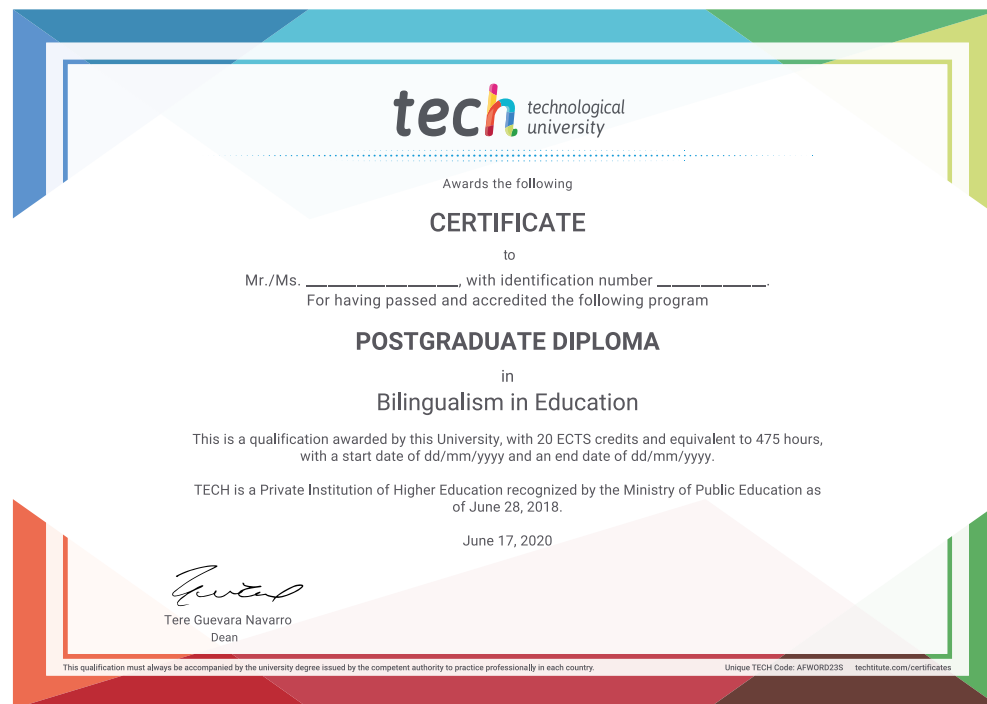 tech technological
university
Awards the following
CERTIFICATE
to
Mr./Ms. __________________, with identification number _____________.
For having passed and accredited the following program
POSTGRADUATE DIPLOMA
in
Bilingualism in Education
This is a qualification awarded by this University, with 20 ECTS credits and equivalent to 475 hours,
with a start date of dd/mm/yyyy and an end date of dd/mm/yyyy.
TECH is a Private Institution of Higher Education recognized by the Ministry of Public Education as
of June 28, 2018.
June 17, 2020
Tere Guevara Navarro
Dean
This qualification must always be accompanied by the university degree issued by the competent authority to practice professionally in each country.
Unique TECH Code: AFWORD23S techtitute.com/certificates